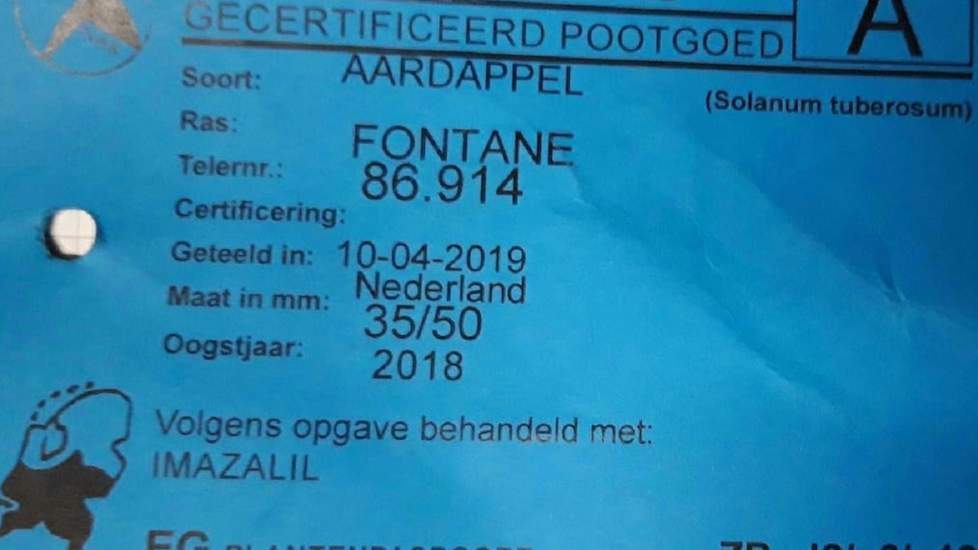 GECERTIFICEERD POOTGOED
A
Soort: AARDAPPEL
(Solanum tuberosum)
Ras: FONTANE
Telernr.: 86.914
Certificering: 10-04-2019
Geteeld in: Nederland
Maat in mm: 35/50
Oogstjaar: 2018
Volgens opgave behandeld met:
IMAZALIL
EG